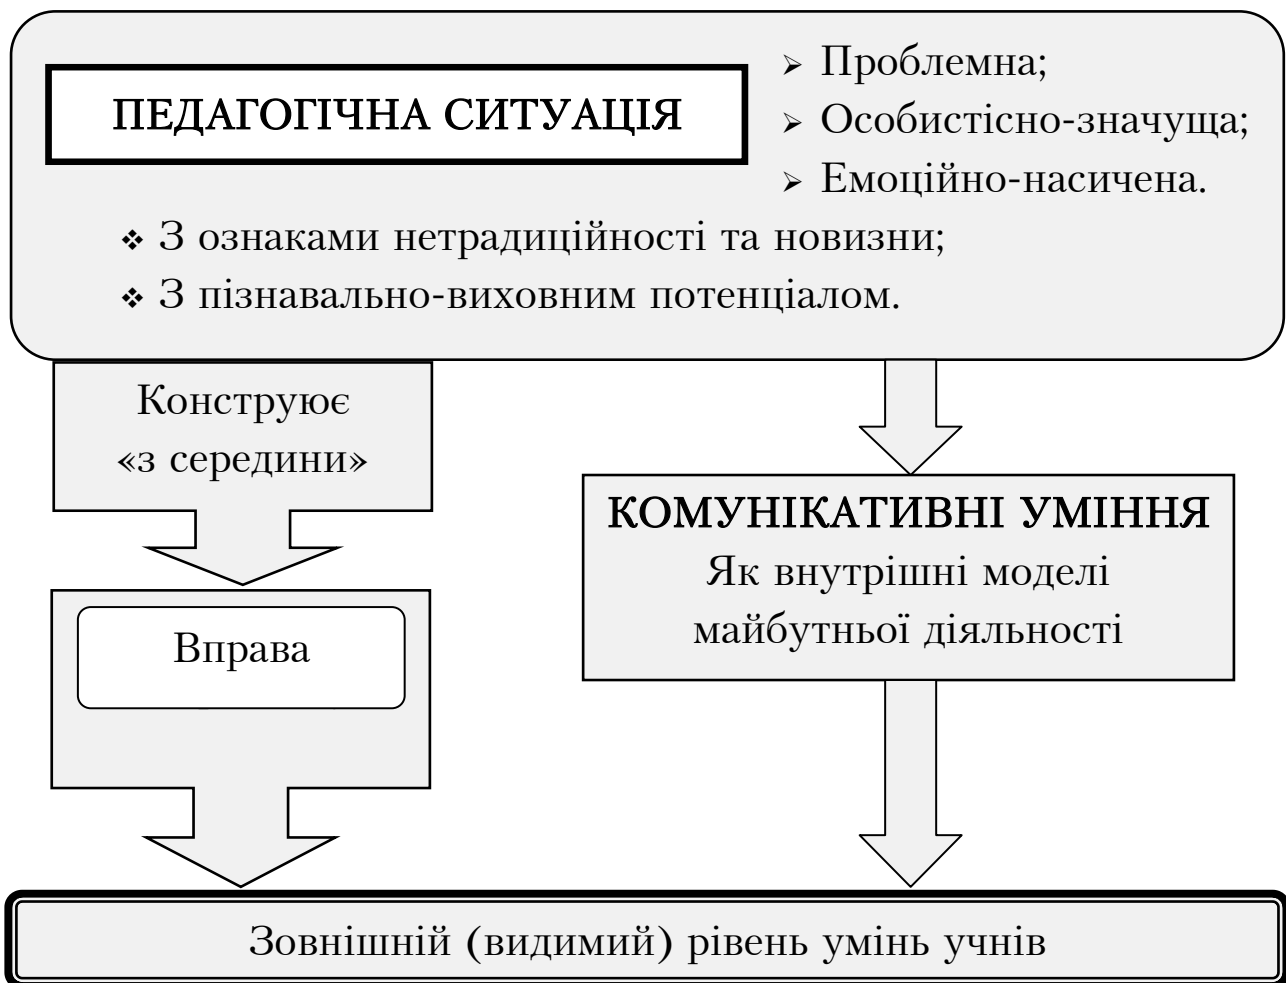 ПЕДАГОГІЧНА СИТУАЦІЯ
➢ Проблемна;
➢ Особистісно-значуща;
➢ Емоційно-насичена.
❖ З ознаками нетрадиційності та новизни;
❖ З пізнавально-виховним потенціалом.
Конструює
«з середини»
Вправа
КОМУНІКАТИВНІ УМІННЯ
Як внутрішні моделі
майбутньої діяльності
Зовнішній (видимий) рівень умінь учнів